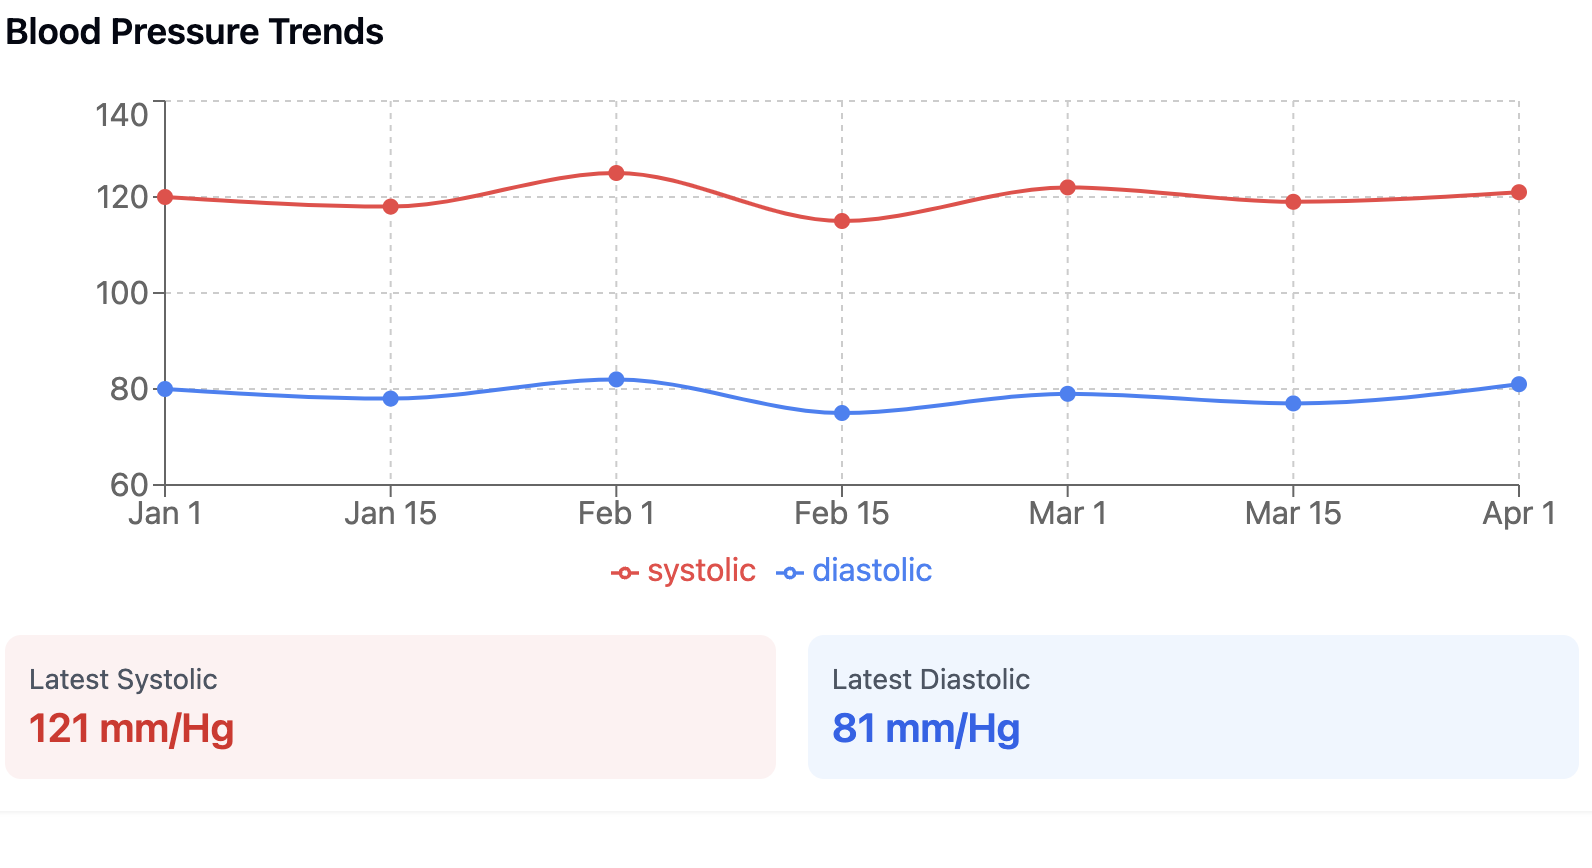 Blood Pressure Trends
140
120
100
80
60
Jan 1 Jan 15 Feb 1 Feb 15 Mar 1 Mar 15 Apr 1
systolic diastolic
Latest Systolic
121 mm/Hg
Latest Diastolic
81 mm/Hg